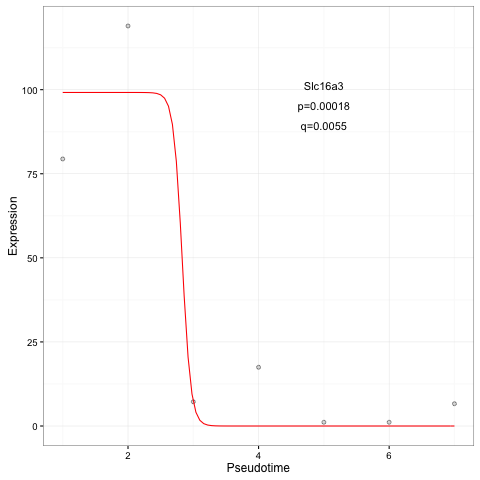 Slc16a3
p=0.00018
q=0.0055
100
75
50
25
0
Expression
2 4 6
Pseudotime